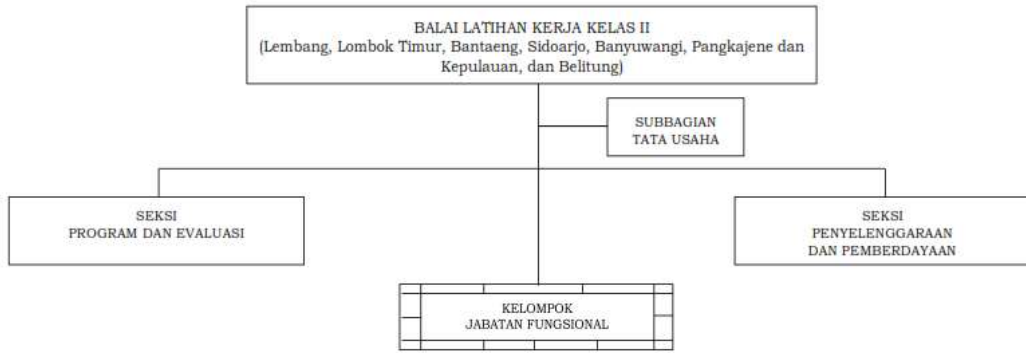 BALAI LATIHAN KERJA KELAS II
(Lembang, Lombok Timur, Bantaeng, Sidoarjo, Banyuwangi, Pangkajene dan
Kepulauan, dan Belitung)
SUBBAGIAN
TATA USAHA
SEKSI
PROGRAM DAN EVALUASI
SEKSI
PENYELENGGARAAN
DAN PEMBERDAYAAN
KELOMPOK
JABATAN FUNGSIONAL